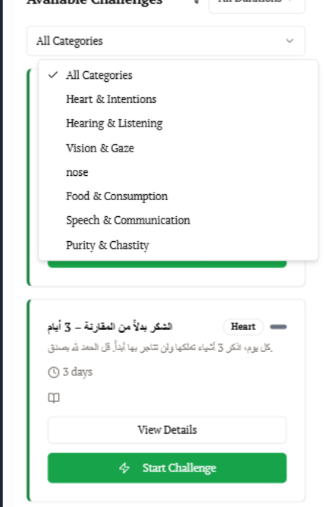 Available Challenges
All Durations
All Categories
All Categories
Heart & Intentions
Hearing & Listening
Vision & Gaze
nose
Food & Consumption
Speech & Communication
Purity & Chastity
الشكر بدلاً من المقارنة – 3 أيام
Heart
كل يوم، اذكر 3 أشياء تملكها ولن تتاجر بها أبداً. قل الحمد لله بصدق.
3 days
View Details
Start Challenge